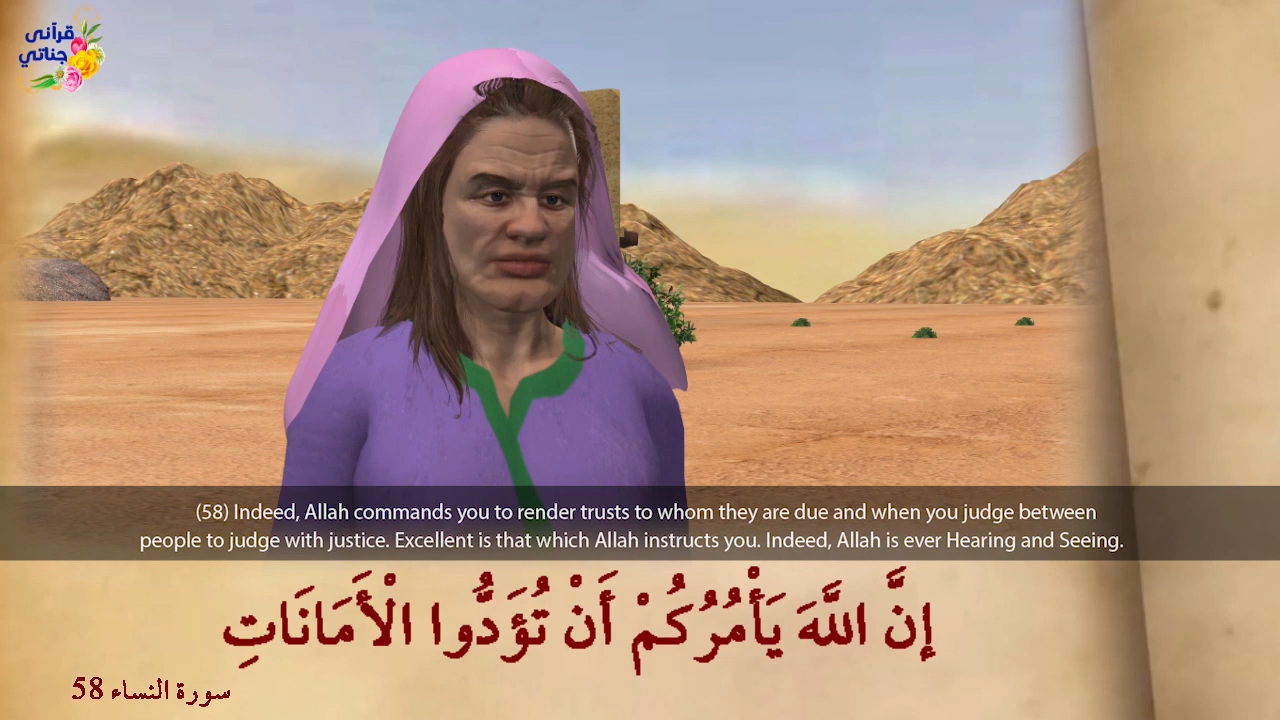 قرآنى
جناتي
(58) Indeed, Allah commands you to render trusts to whom they are due and when you judge between
people to judge with justice. Excellent is that which Allah instructs you. Indeed, Allah is ever Hearing and Seeing.
إِنَّ اللَّهَ يَأْمُرُكُمْ أَنْ تُؤَدُّوا الْأَمَانَاتِ
سورة النساء 58